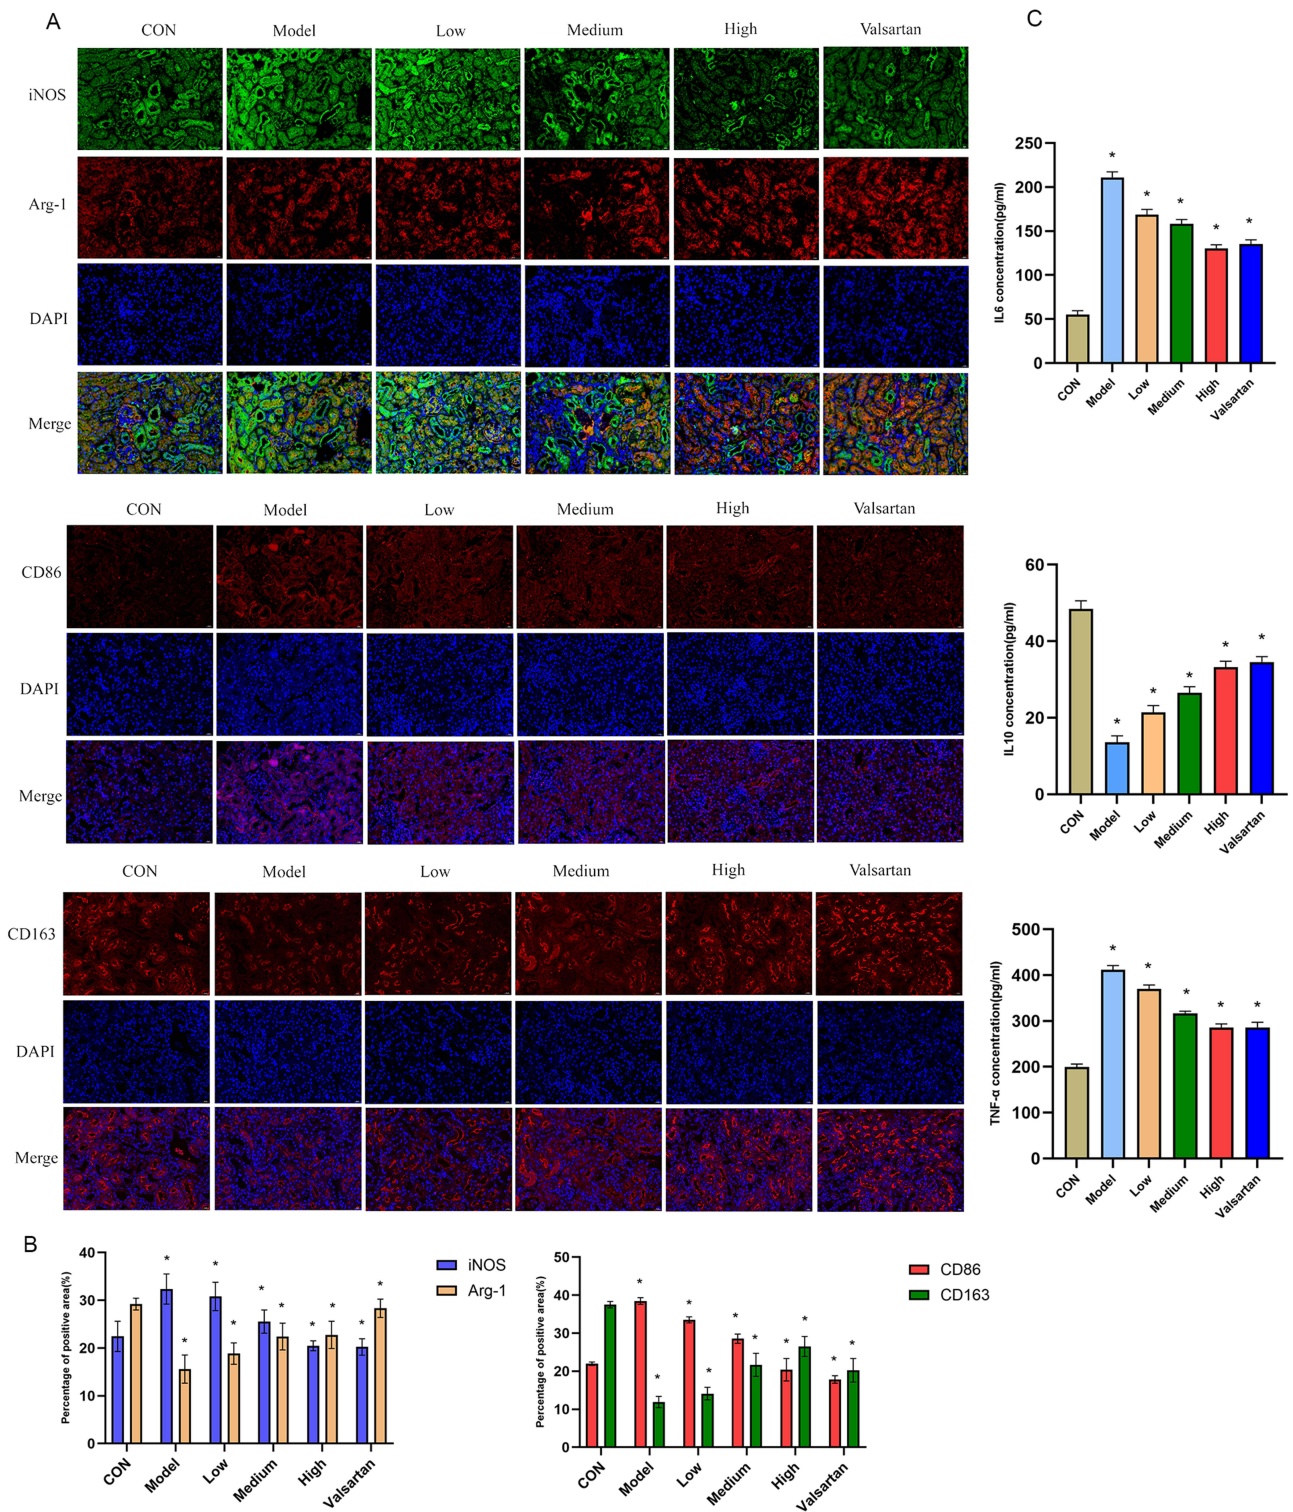 A
CON Model Low Medium High Valsartan
iNOS
Arg-1
DAPI
Merge
CON Model Low Medium High Valsartan
CD86
DAPI
Merge
CON Model Low Medium High Valsartan
CD163
DAPI
Merge
B
Percentage of positive area(%)
40
30
20
10
0
* * * * * * * * * *
CON Model Low Medium High Valsartan
iNOS
Arg-1
Percentage of positive area(%)
50
40
30
20
10
0
* * * * * * * * * *
CON Model Low Medium High Valsartan
CD86
CD163
C
IL6 concentration(pg/ml)
250
200
150
100
50
0
* * * * *
CON Model Low Medium High Valsartan
IL10 concentration(pg/ml)
60
40
20
0
* * * * *
CON Model Low Medium High Valsartan
TNF-α concentration(pg/ml)
500
400
300
200
100
0
* * * * *
CON Model Low Medium High Valsartan